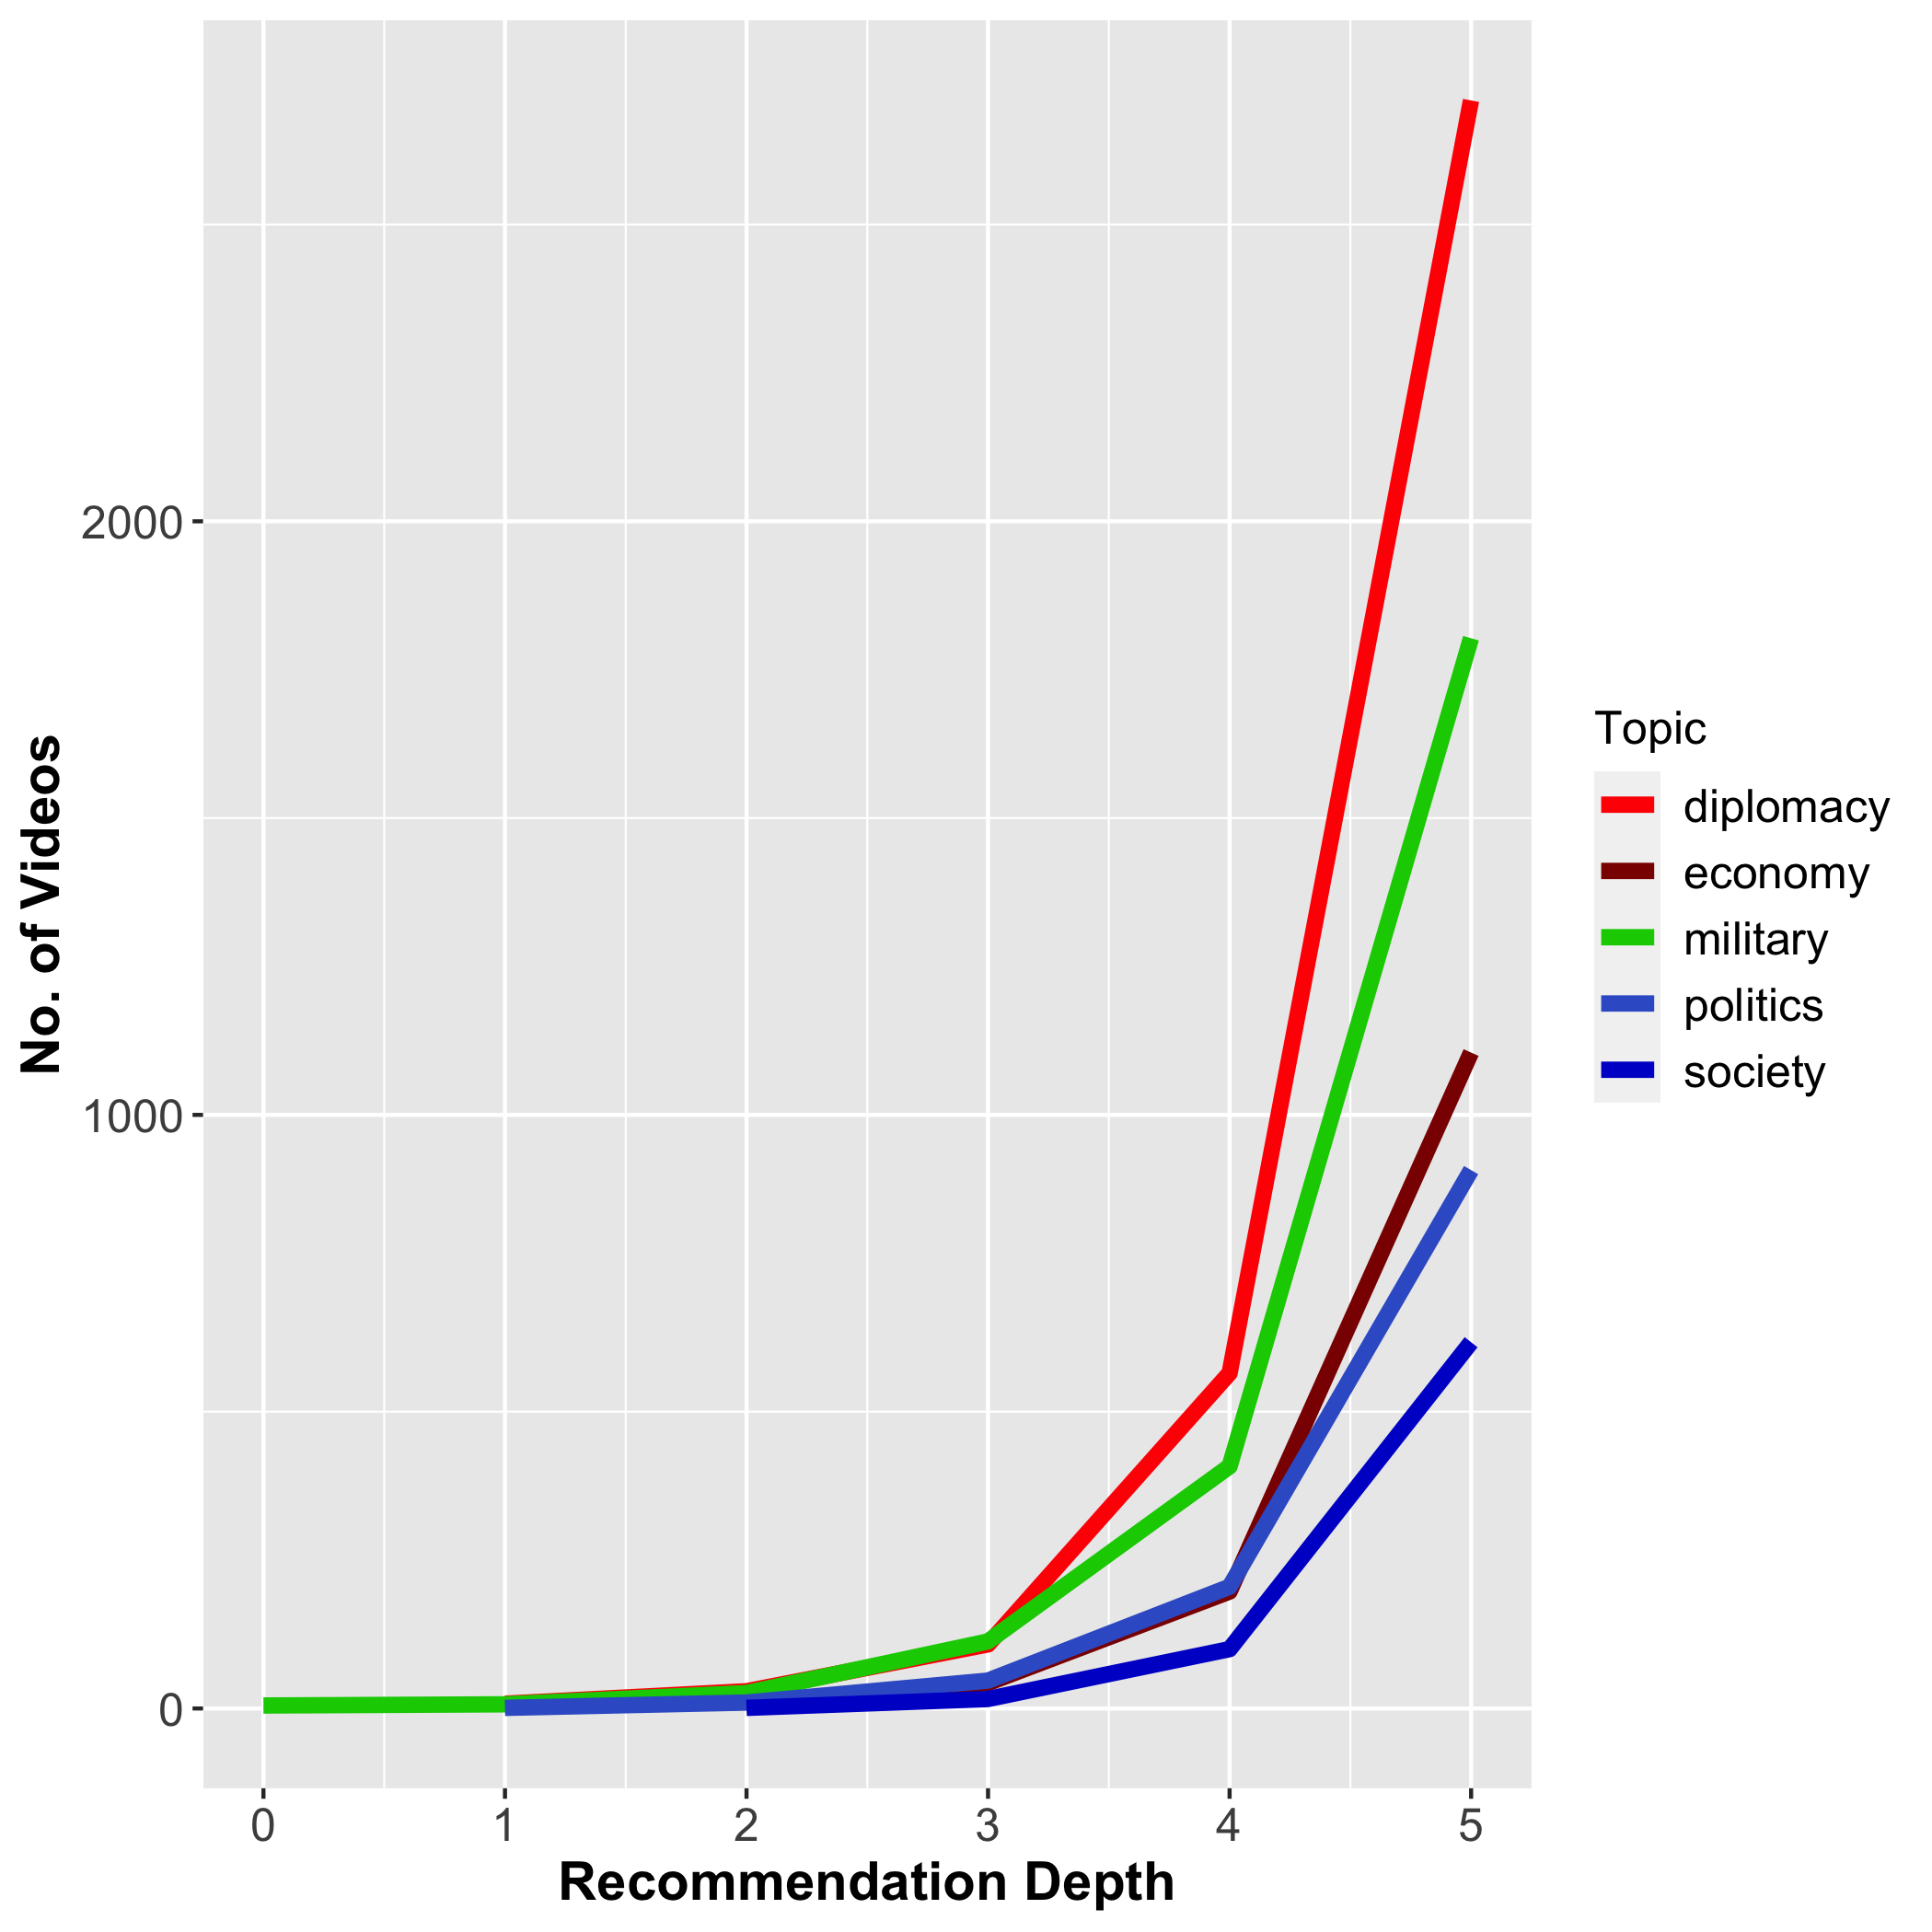 No. of Videos
2000
1000
0
0 1 2 3 4 5
Recommendation Depth
Topic
diplomacy
economy
military
politics
society